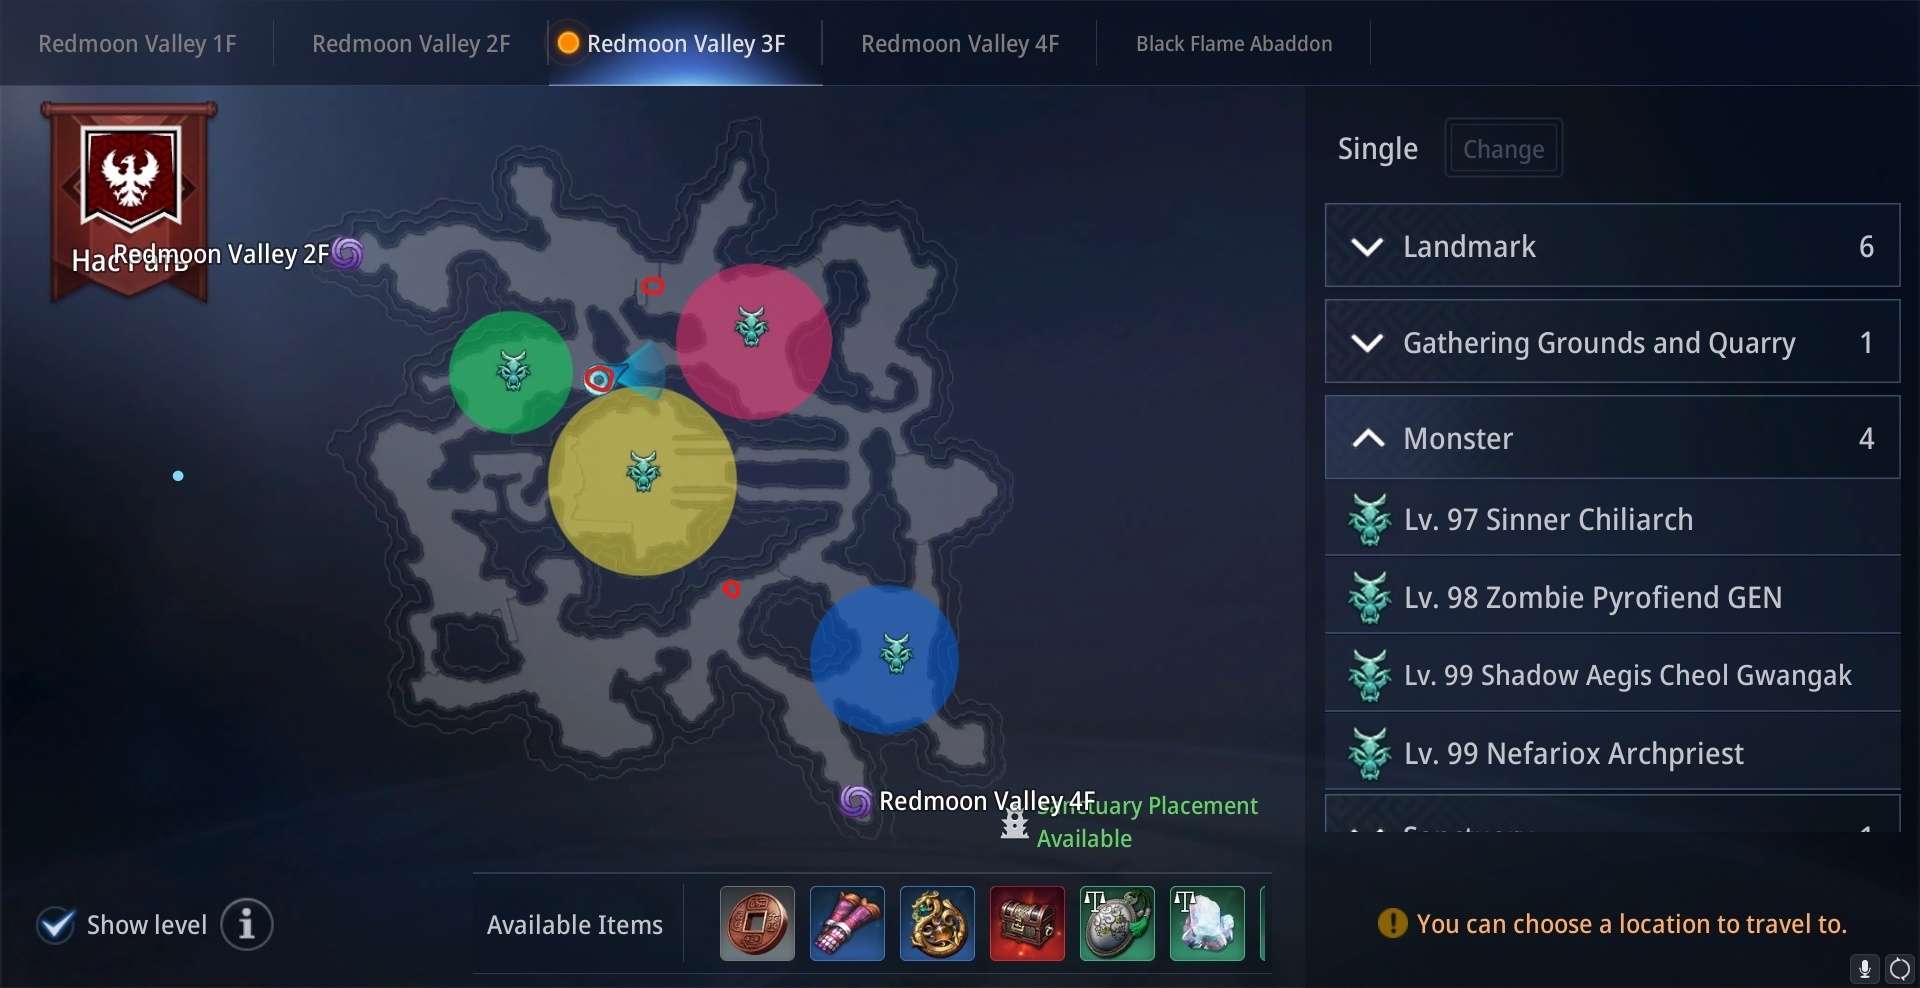 Redmoon Valley 1F
Redmoon Valley 2F
Redmoon Valley 3F
Redmoon Valley 4F
Black Flame Abaddon
Redmoon Valley 2F
Single
Change
Landmark 6
Gathering Grounds and Quarry 1
Monster 4
Lv. 97 Sinner Chiliarch
Lv. 98 Zombie Pyrofiend GEN
Lv. 99 Shadow Aegis Cheol Gwangak
Lv. 99 Nefariox Archpriest
Redmoon Valley 4F
Sanctuary Placement
Available
Show level
Available Items
You can choose a location to travel to.